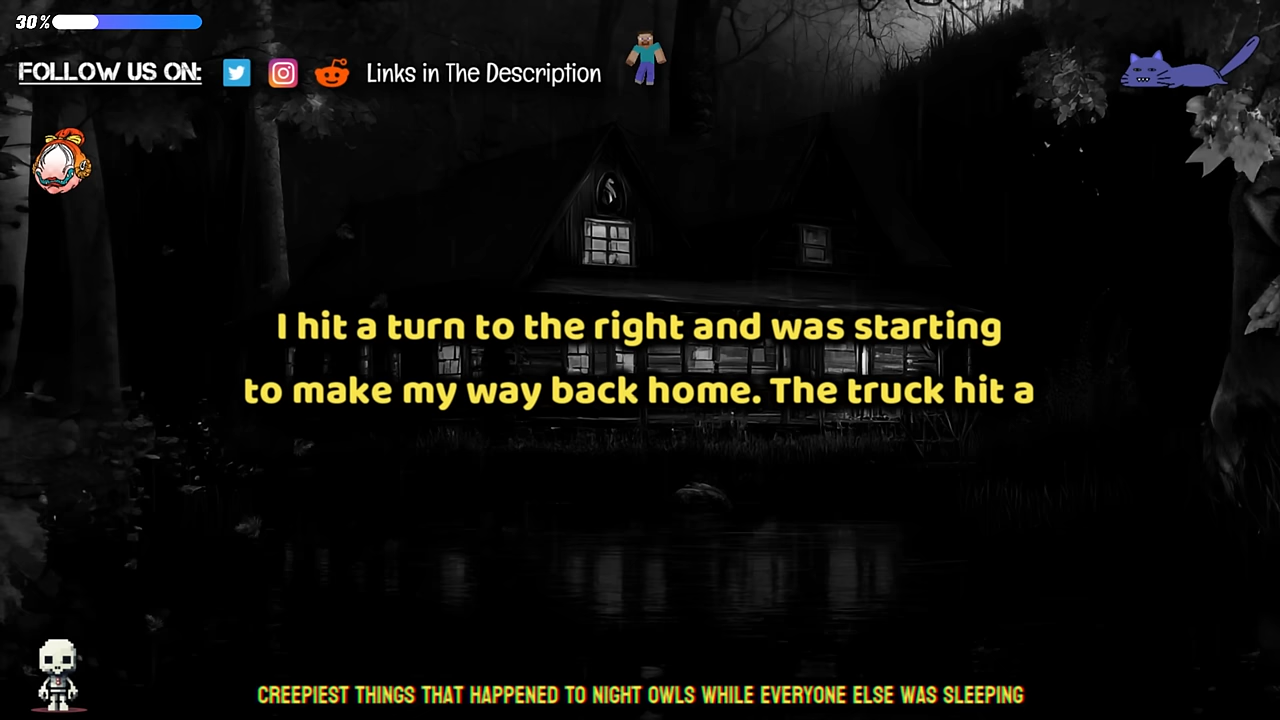 30%
FOLLOW US ON:
Links in The Description
I hit a turn to the right and was starting
to make my way back home. The truck hit a
CREEPIEST THINGS THAT HAPPENED TO NIGHT OWLS WHILE EVERYONE ELSE WAS SLEEPING